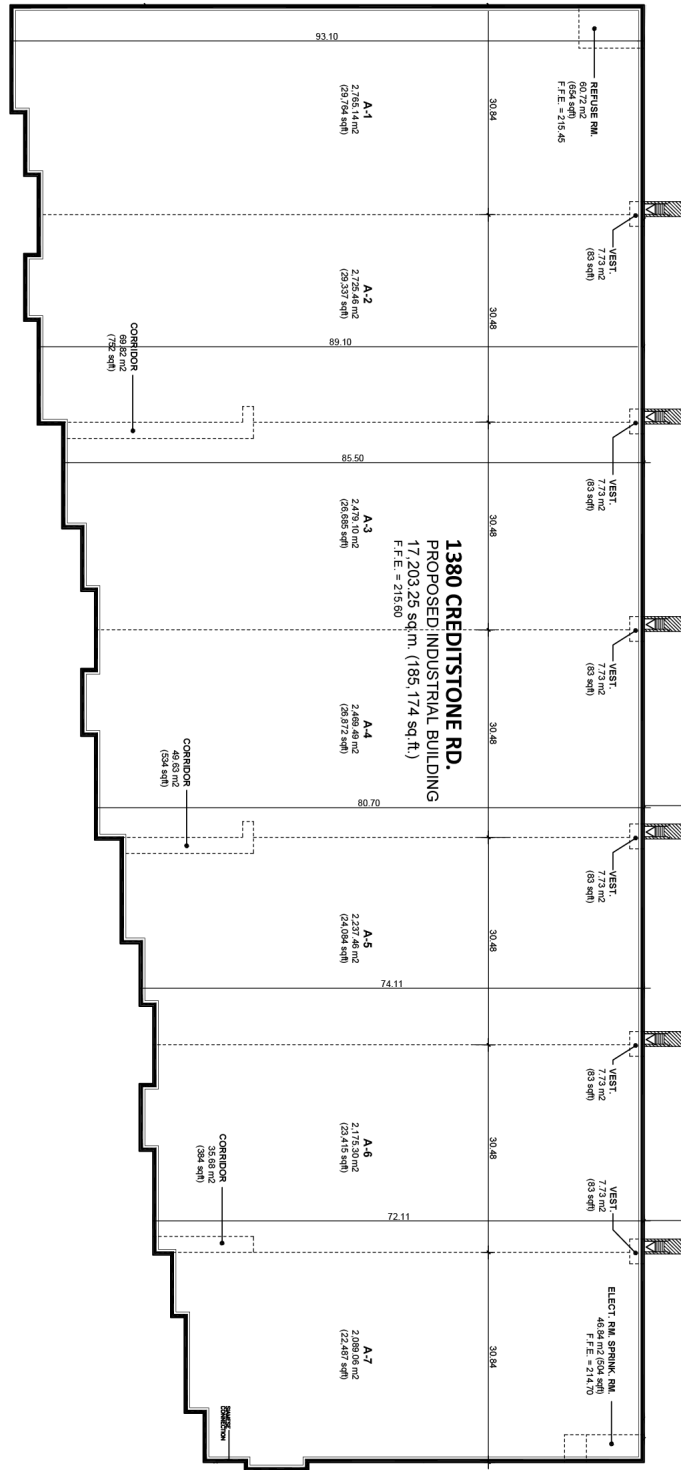 93.10
REFUSE RM.
60.72 m2
(654 sqft)
F.F.E. = 215.45
30.84
A-1
2,765.14 m2
(29,764 sqft)
VEST.
7.73 m2
(83 sqft)
A-2
2,725.46 m2
(29,337 sqft)
30.48
89.10
CORRIDOR
69.82 m2
(752 sqft)
VEST.
7.73 m2
(83 sqft)
85.50
A-3
2,479.10 m2
(26,685 sqft)
30.48
1380 CREDITSTONE RD.
PROPOSED INDUSTRIAL BUILDING
17,203.25 sq.m. (185,174 sq.ft.)
F.F.E. = 215.60
VEST.
7.73 m2
(83 sqft)
A-4
2,469.49 m2
(26,872 sqft)
30.48
80.70
CORRIDOR
49.63 m2
(534 sqft)
VEST.
7.73 m2
(83 sqft)
A-5
2,237.46 m2
(24,084 sqft)
30.48
74.11
VEST.
7.73 m2
(83 sqft)
A-6
2,175.30 m2
(23,415 sqft)
30.48
CORRIDOR
35.68 m2
(384 sqft)
72.11
VEST.
7.73 m2
(83 sqft)
A-7
2,089.06 m2
(22,487 sqft)
30.84
ELECT. RM. SPRINK. RM.
46.84 m2 (504 sqft)
F.F.E. = 214.70
SIAMESE
CONNECTION